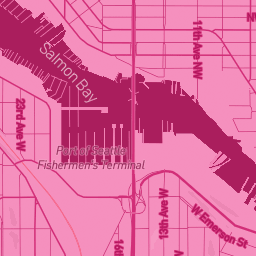 11th Ave NW
Salmon Bay
23rd Ave W
Port of Seattle
Fishermen's Terminal
13th Ave W
W Emerson St